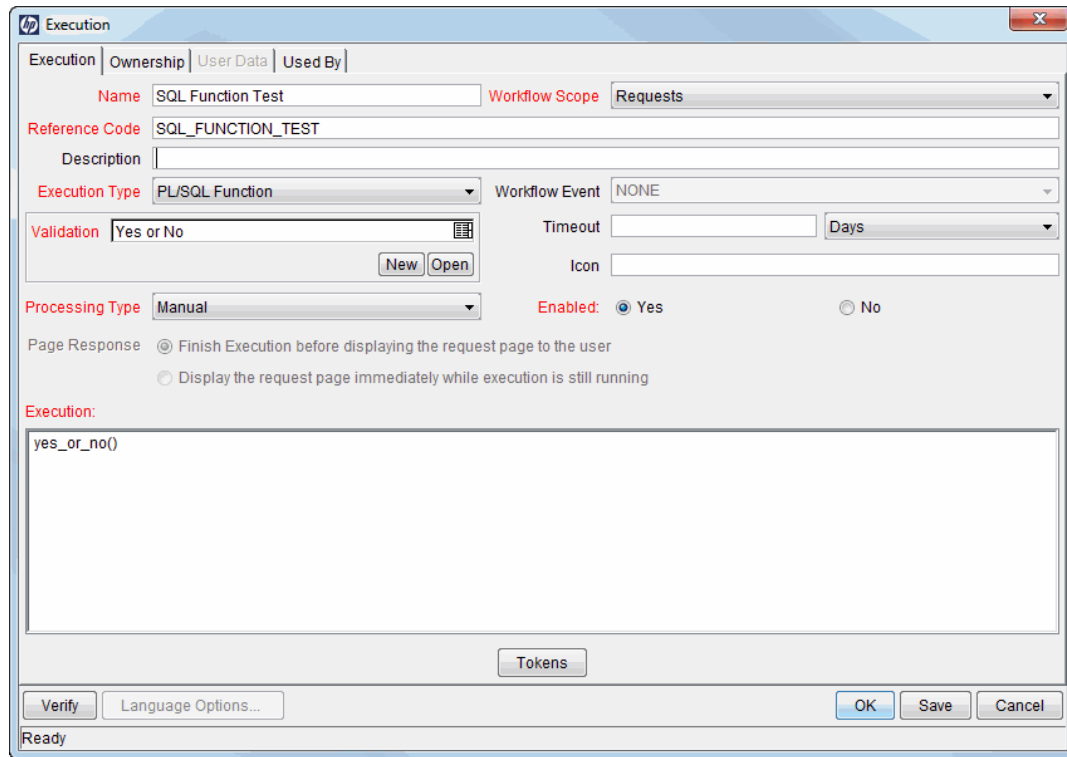 hp Execution
Execution Ownership User Data Used By
Name SQL Function Test Workflow Scope Requests
Reference Code SQL_FUNCTION_TEST
Description
Execution Type PL/SQL Function Workflow Event NONE
Validation Yes or No Timeout Days
New Open Icon
Processing Type Manual Enabled: Yes No
Page Response Finish Execution before displaying the request page to the user
Display the request page immediately while execution is still running
Execution:
yes_or_no()
Tokens
Verify Language Options... OK Save Cancel
Ready